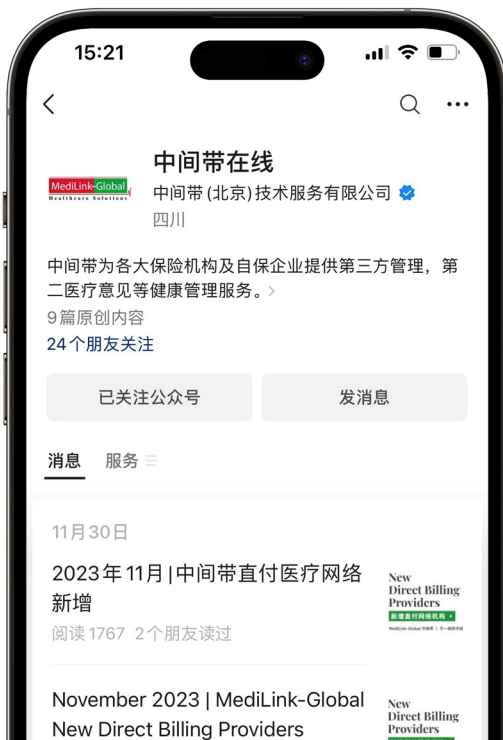 15:21
中间带在线
MediLink-Global
Healthcare Solutions
中间带(北京)技术服务有限公司
四川
中间带为各大保险机构及自保企业提供第三方管理，第
二医疗意见等健康管理服务。
9篇原创内容
24个朋友关注
已关注公众号
发消息
消息
服务
11月30日
2023年11月|中间带直付医疗网络
新增
阅读 1767 2个朋友读过
New
Direct Billing
Providers
新增直付网络机构
MediLink-Global 中间带
November 2023 | MediLink-Global
New Direct Billing Providers
New
Direct Billing
Providers